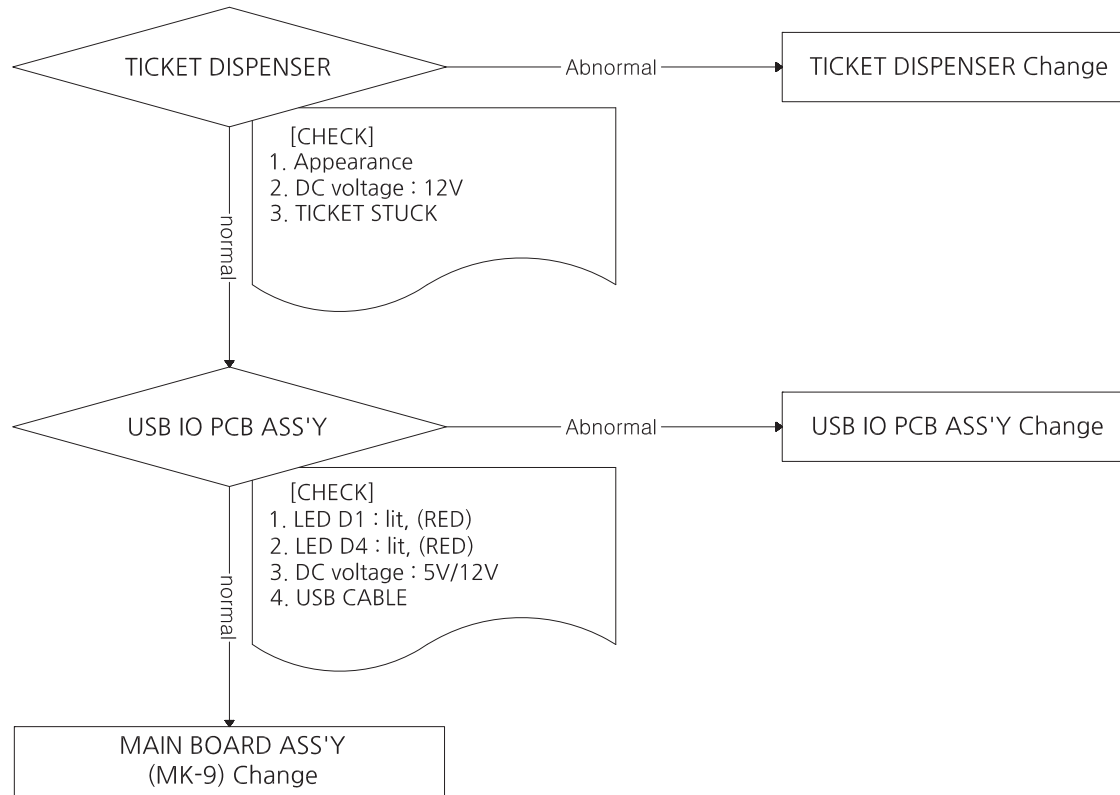 TICKET DISPENSER
Abnormal
TICKET DISPENSER Change
[CHECK]
1. Appearance
2. DC voltage : 12V
3. TICKET STUCK
normal
USB IO PCB ASS'Y
Abnormal
USB IO PCB ASS'Y Change
[CHECK]
1. LED D1 : lit, (RED)
2. LED D4 : lit, (RED)
3. DC voltage : 5V/12V
4. USB CABLE
normal
MAIN BOARD ASS'Y
(MK-9) Change